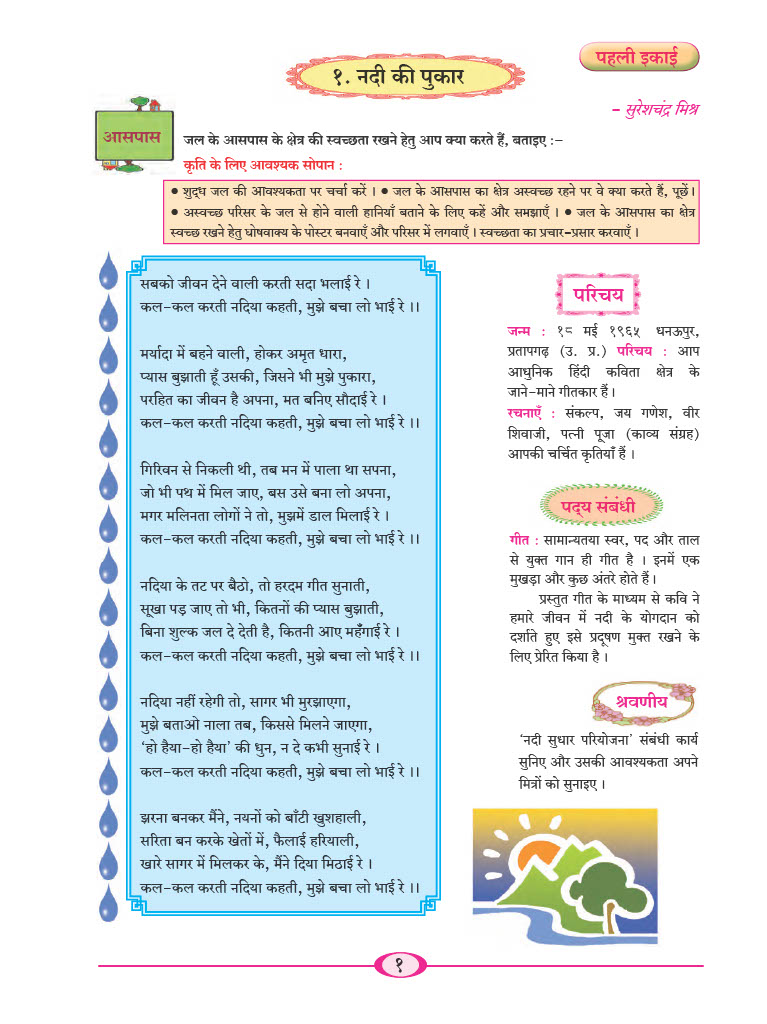 पहली इकाई
१. नदी की पुकार
– सुरेशचंद्र मिश्र
आसपास
जल के आसपास के क्षेत्र की स्वच्छता रखने हेतु आप क्या करते हैं, बताइए :–
कृति के लिए आवश्यक सोपान :
● शुद्ध जल की आवश्यकता पर चर्चा करें । ● जल के आसपास का क्षेत्र अस्वच्छ रहने पर वे क्या करते हैं, पूछें।
● अस्वच्छ परिसर के जल से होने वाली हानियाँ बताने के लिए कहें और समझाएँ । ● जल के आसपास का क्षेत्र
स्वच्छ रखने हेतु घोषवाक्य के पोस्टर बनवाएँ और परिसर में लगवाएँ । स्वच्छता का प्रचार–प्रसार करवाएँ ।
सबको जीवन देने वाली करती सदा भलाई रे ।
कल–कल करती नदिया कहती, मुझे बचा लो भाई रे ।।
मर्यादा में बहने वाली, होकर अमृत धारा,
प्यास बुझाती हूँ उसकी, जिसने भी मुझे पुकारा,
परहित का जीवन है अपना, मत बनिए सौदाई रे ।
कल–कल करती नदिया कहती, मुझे बचा लो भाई रे ।।
गिरिवन से निकली थी, तब मन में पाला था सपना,
जो भी पथ में मिल जाए, बस उसे बना लो अपना,
मगर मलिनता लोगों ने तो, मुझमें डाल मिलाई रे ।
कल–कल करती नदिया कहती, मुझे बचा लो भाई रे ।।
नदिया के तट पर बैठो, तो हरदम गीत सुनाती,
सूखा पड़ जाए तो भी, कितनों की प्यास बुझाती,
बिना शुल्क जल दे देती है, कितनी आए महँगाई रे ।
कल–कल करती नदिया कहती, मुझे बचा लो भाई रे ।।
नदिया नहीं रहेगी तो, सागर भी मुरझाएगा,
मुझे बताओ नाला तब, किससे मिलने जाएगा,
‘हो हैया–हो हैया’ की धुन, न दे कभी सुनाई रे ।
कल–कल करती नदिया कहती, मुझे बचा लो भाई रे ।।
झरना बनकर मैंने, नयनों को बाँटी खुशहाली,
सरिता बन करके खेतों में, फैलाई हरियाली,
खारे सागर में मिलकर के, मैंने दिया मिठाई रे ।
कल–कल करती नदिया कहती, मुझे बचा लो भाई रे ।।
परिचय
जन्म : १८ मई १९६५ धनऊपुर,
प्रतापगढ़ (उ. प्र.) परिचय : आप
आधुनिक हिंदी कविता क्षेत्र के
जाने–माने गीतकार हैं।
रचनाएँ : संकल्प, जय गणेश, वीर
शिवाजी, पत्नी पूजा (काव्य संग्रह)
आपकी चर्चित कृतियाँ हैं ।
पद्य संबंधी
गीत : सामान्यतया स्वर, पद और ताल
से युक्त गान ही गीत है । इनमें एक
मुखड़ा और कुछ अंतरे होते हैं।
प्रस्तुत गीत के माध्यम से कवि ने
हमारे जीवन में नदी के योगदान को
दर्शाते हुए इसे प्रदूषण मुक्त रखने के
लिए प्रेरित किया है ।
श्रवणीय
‘नदी सुधार परियोजना’ संबंधी कार्य
सुनिए और उसकी आवश्यकता अपने
मित्रों को सुनाइए ।
१